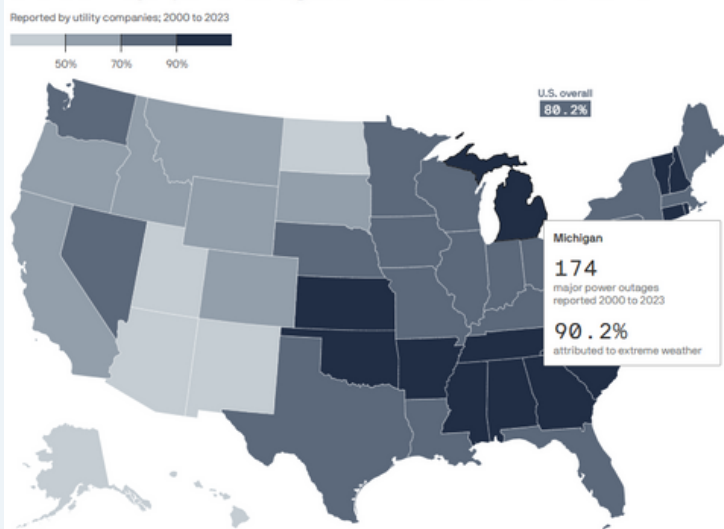 Reported by utility companies; 2000 to 2023
50% 70% 90%
U.S. overall
80.2%
Michigan
174
major power outages
reported 2000 to 2023
90.2%
attributed to extreme weather